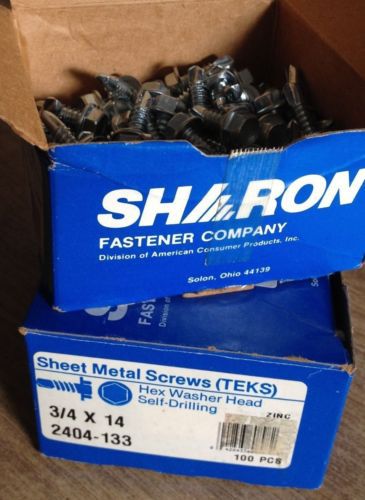 SHARON
FASTENER COMPANY
Division of American Consumer Products, Inc.
Solon, Ohio 44139
Sheet Metal Screws (TEKS)
Hex Washer Head
Self-Drilling
3/4 X 14
2404-133
ZINC
100 PCS